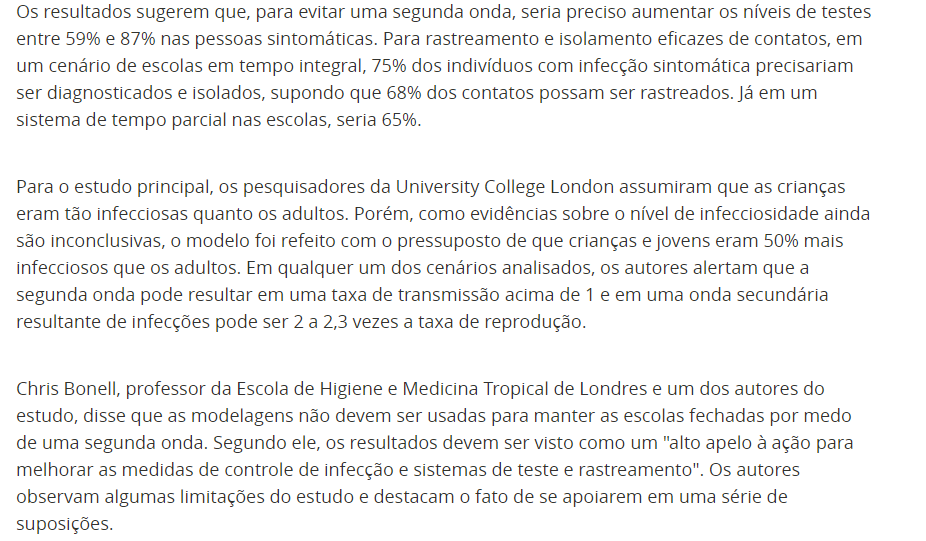 Os resultados sugerem que, para evitar uma segunda onda, seria preciso aumentar os níveis de testes
entre 59% e 87% nas pessoas sintomáticas. Para rastreamento e isolamento eficazes de contatos, em
um cenário de escolas em tempo integral, 75% dos indivíduos com infecção sintomática precisariam
ser diagnosticados e isolados, supondo que 68% dos contatos possam ser rastreados. Já em um
sistema de tempo parcial nas escolas, seria 65%.
Para o estudo principal, os pesquisadores da University College London assumiram que as crianças
eram tão infecciosas quanto os adultos. Porém, como evidências sobre o nível de infecciosidade ainda
são inconclusivas, o modelo foi refeito com o pressuposto de que crianças e jovens eram 50% mais
infecciosos que os adultos. Em qualquer um dos cenários analisados, os autores alertam que a
segunda onda pode resultar em uma taxa de transmissão acima de 1 e em uma onda secundária
resultante de infecções pode ser 2 a 2,3 vezes a taxa de reprodução.
Chris Bonell, professor da Escola de Higiene e Medicina Tropical de Londres e um dos autores do
estudo, disse que as modelagens não devem ser usadas para manter as escolas fechadas por medo
de uma segunda onda. Segundo ele, os resultados devem ser visto como um "alto apelo à ação para
melhorar as medidas de controle de infecção e sistemas de teste e rastreamento". Os autores
observam algumas limitações do estudo e destacam o fato de se apoiarem em uma série de
suposições.